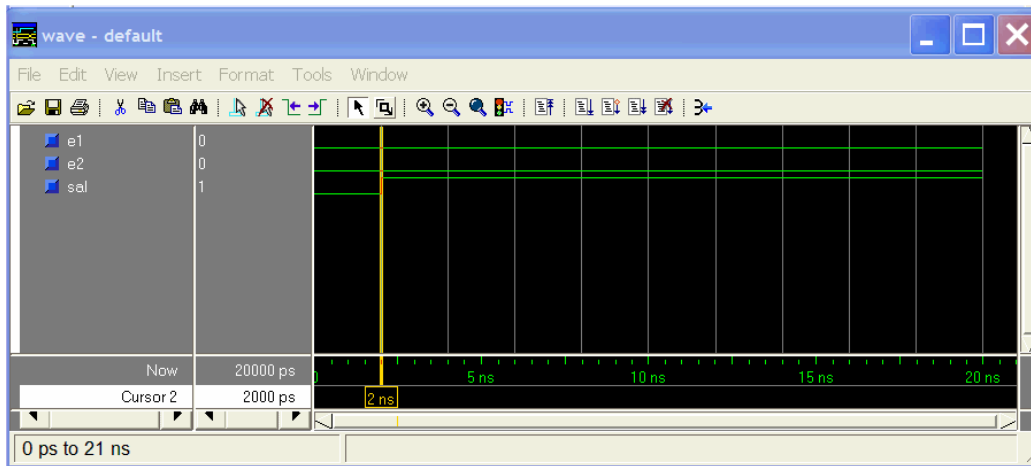 wave - default
File Edit View Insert Format Tools Window
e1 0
e2 0
sal 1
Now 20000 ps
0 5 ns 10 ns 15 ns 20 ns
Cursor 2 2000 ps
2 ns
0 ps to 21 ns